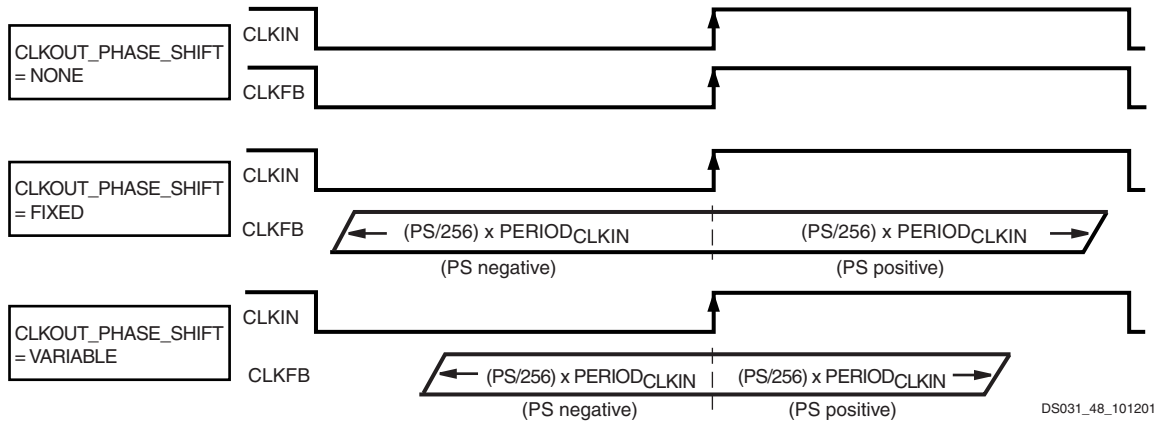 CLKOUT_PHASE_SHIFT
= NONE
CLKIN
CLKFB
CLKOUT_PHASE_SHIFT
= FIXED
CLKIN
CLKFB
(PS/256) x PERIODCLKIN
(PS/256) x PERIODCLKIN
(PS negative)
(PS positive)
CLKOUT_PHASE_SHIFT
= VARIABLE
CLKIN
CLKFB
(PS/256) x PERIODCLKIN
(PS/256) x PERIODCLKIN
(PS negative)
(PS positive)
DS031_48_101201